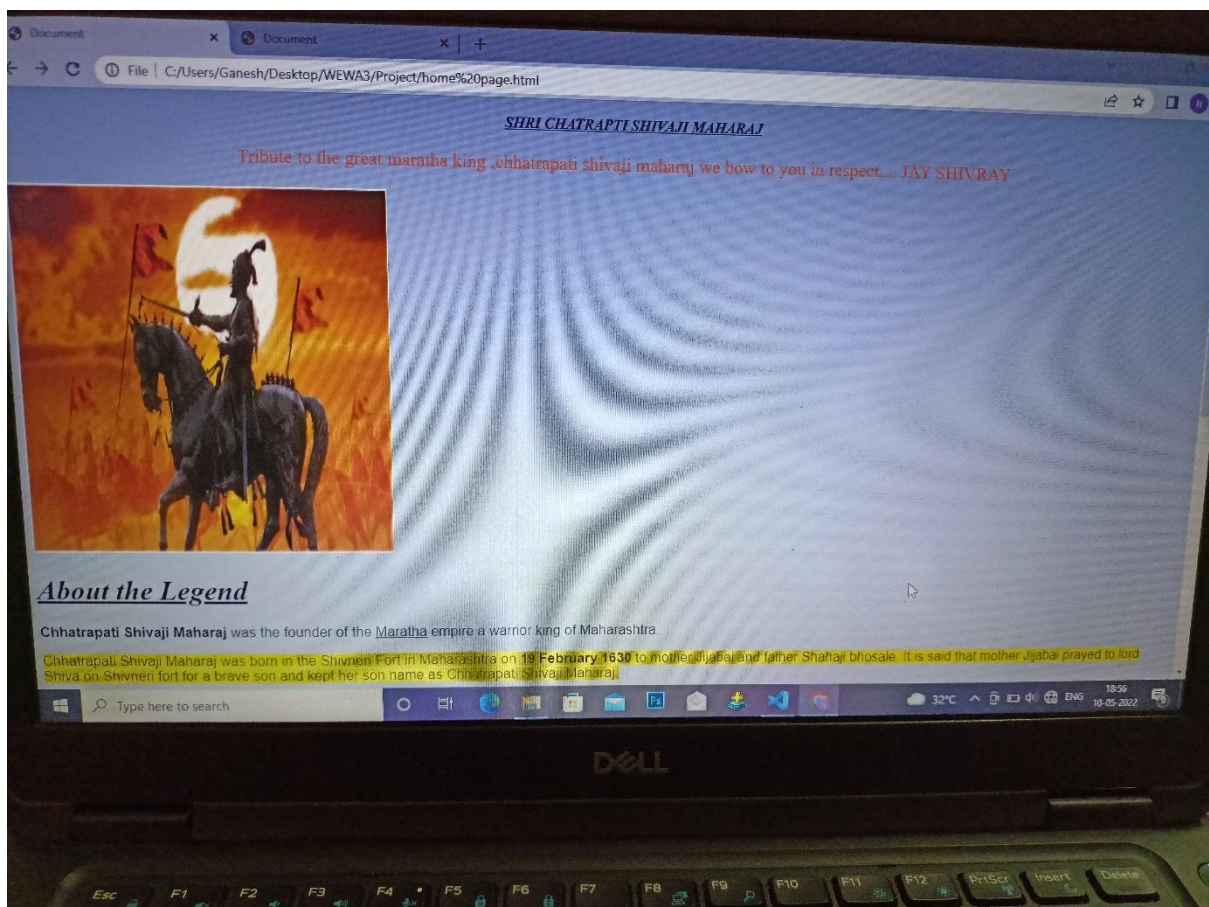 Document
Document
File C:/Users/Ganesh/Desktop/WEWA3/Project/home%20page.html
SHRI CHATRAPTI SHIVAJI MAHARAJ
Tribute to the great maratha king ,chhatrapati shivaji maharaj we bow to you in respect,... JAY SHIVRAY
About the Legend
Chhatrapati Shivaji Maharaj was the founder of the Maratha empire a warrior king of Maharashtra
Chhatrapati Shivaji Maharaj was born in the Shivneri Fort in Maharashtra on 19 February 1630 to mother Jijabai and father Shahaji bhosale. It is said that mother Jijabai prayed to lord
Shiva on Shivneri fort for a brave son and kept her son name as Chhatrapati Shivaji Maharaj.
Type here to search
Ps
32°C ENG
18:56
10-05-2022
DELL
Esc F1 F2 F3 F4 F5 F6 F7 F8 F9 F10 F11 F12 PrtScr Insert Delete